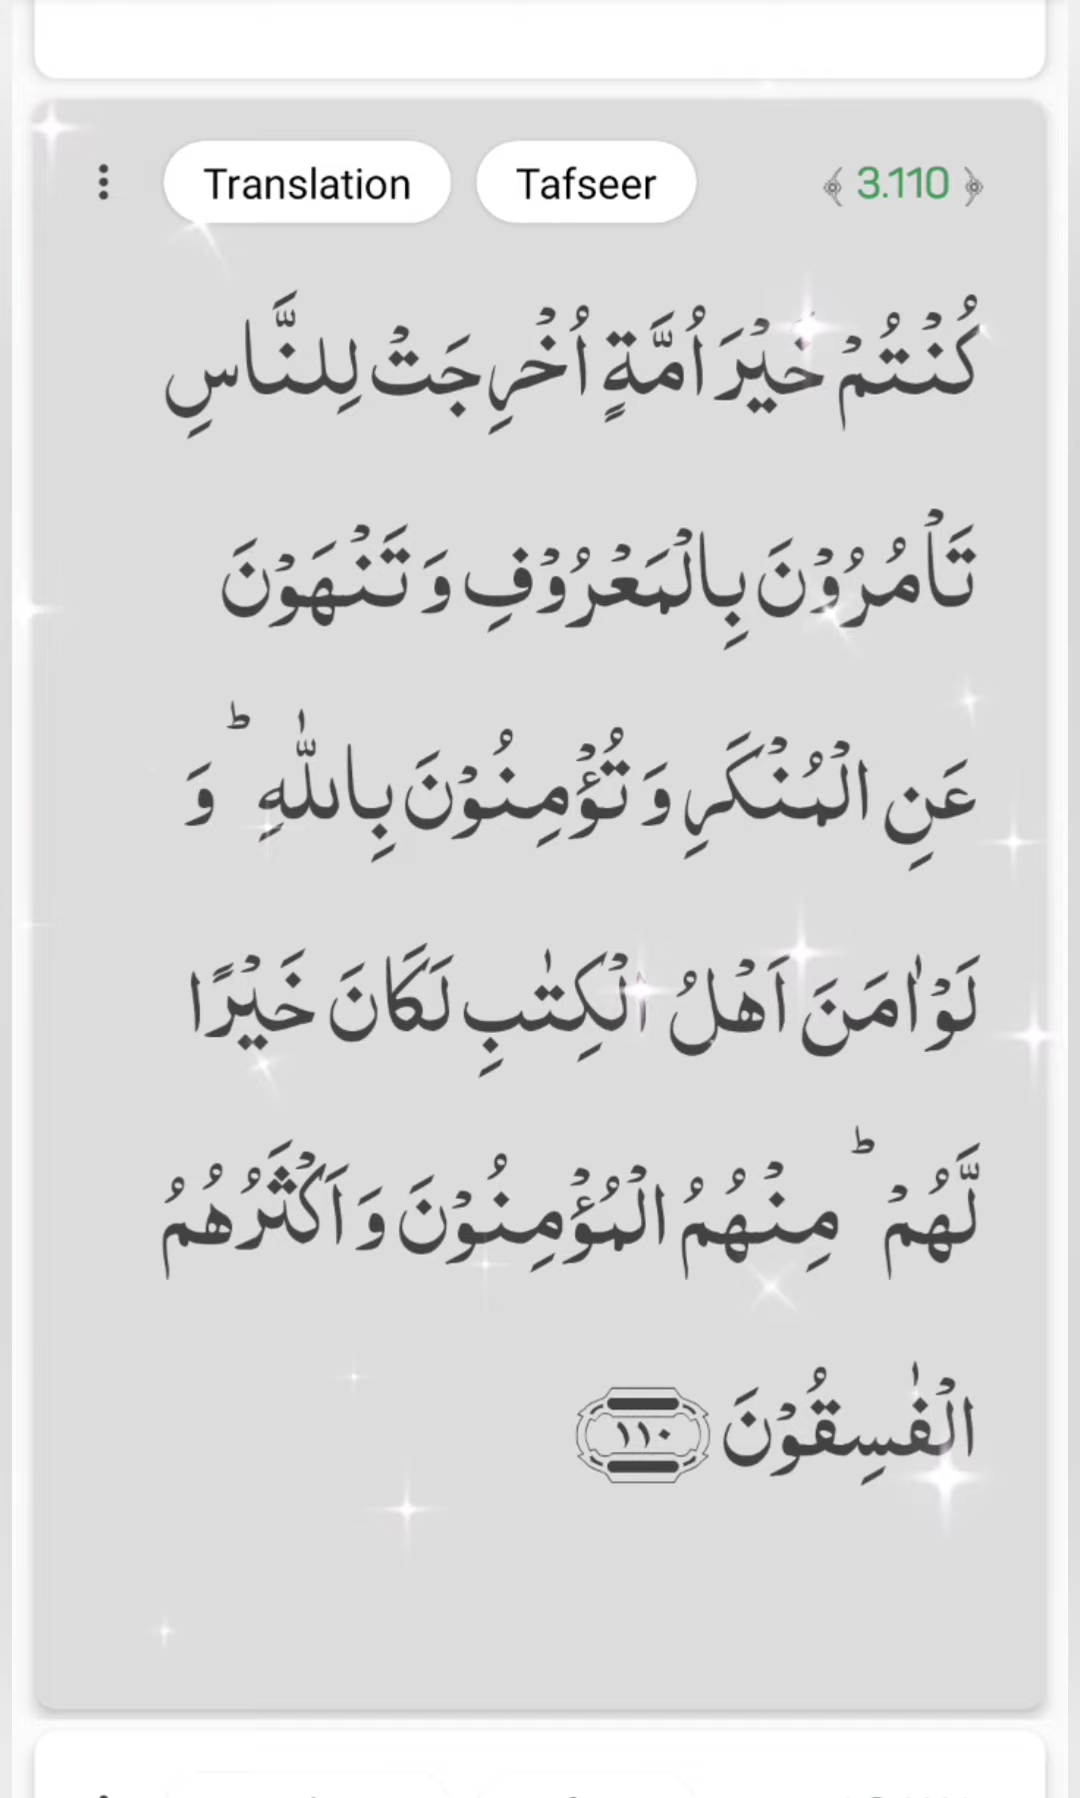 Translation Tafseer 3.110
كُنْتُمْ خَيْرَ اُمَّةٍ اُخْرِجَتْ لِلنَّاسِ
تَاْمُرُوْنَ بِالْمَعْرُوْفِ وَ تَنْهَوْنَ
عَنِ الْمُنْكَرِ وَ تُؤْمِنُوْنَ بِاللّٰهِ ؕ وَ
لَوْ اٰمَنَ اَهْلُ الْكِتٰبِ لَكَانَ خَيْرًا
لَّهُمْ ؕ مِنْهُمُ الْمُؤْمِنُوْنَ وَ اَكْثَرُهُمُ
الْفٰسِقُوْنَ ١١٠